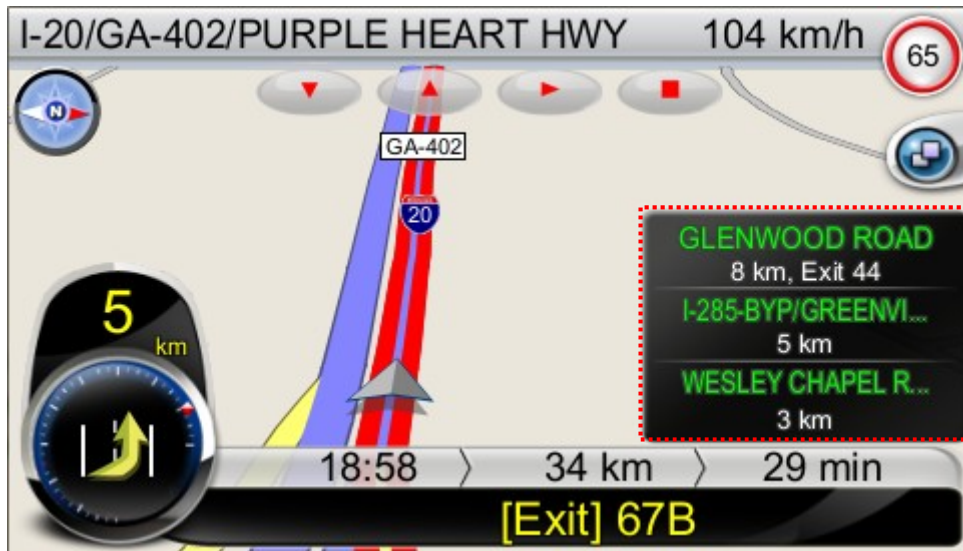 I-20/GA-402/PURPLE HEART HWY 104 km/h 65
N
GA-402
20
GLENWOOD ROAD
8 km, Exit 44
I-285-BYP/GREENVI...
5 km
WESLEY CHAPEL R...
3 km
5
km
18:58 34 km 29 min
[Exit] 67B